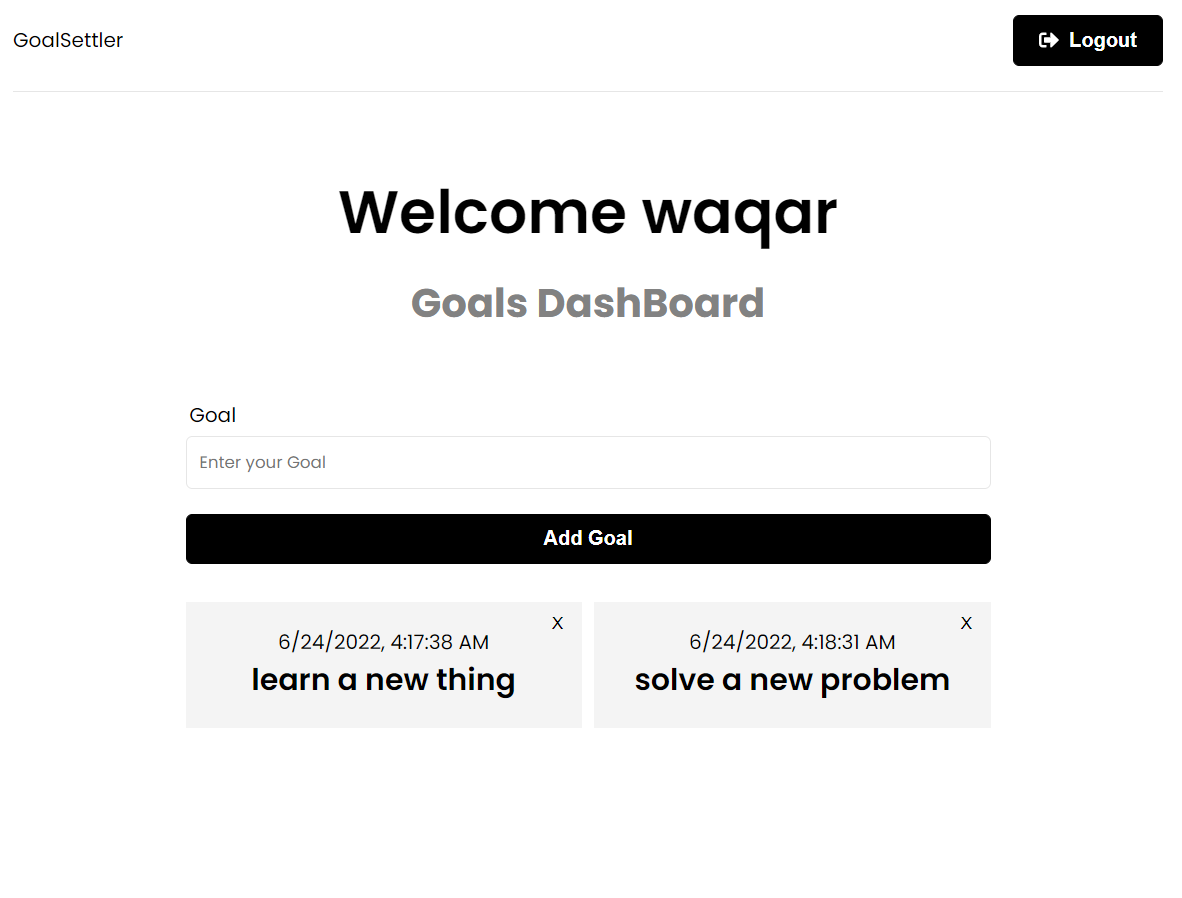 GoalSettler
Logout
Welcome waqar
Goals DashBoard
Goal
Enter your Goal
Add Goal
X
6/24/2022, 4:17:38 AM
learn a new thing
X
6/24/2022, 4:18:31 AM
solve a new problem